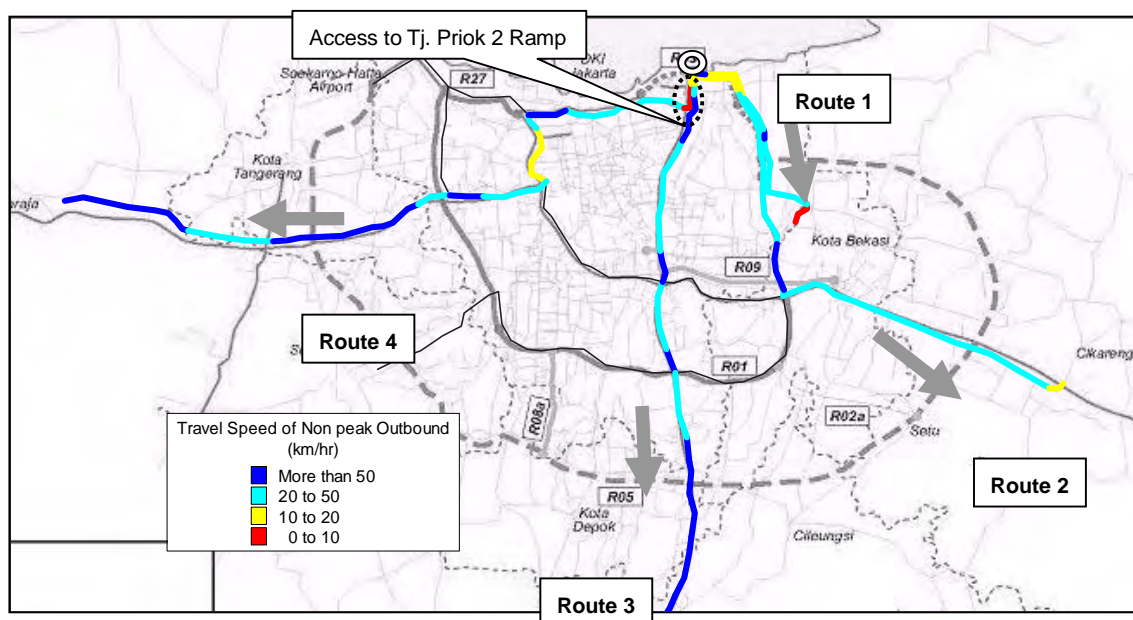 Access to Tj. Priok 2 Ramp
DKI
Jakarta
Soekarno-Hatta
Airport
R27
Route 1
Kota
Tangerang
Kota Bekasi
R09
Route 4
Cikarang
R01
R08a
R02a
Setu
Travel Speed of Non peak Outbound
(km/hr)
More than 50
20 to 50
10 to 20
0 to 10
R05
Kota
Depok
Route 2
Cileungsi
Route 3